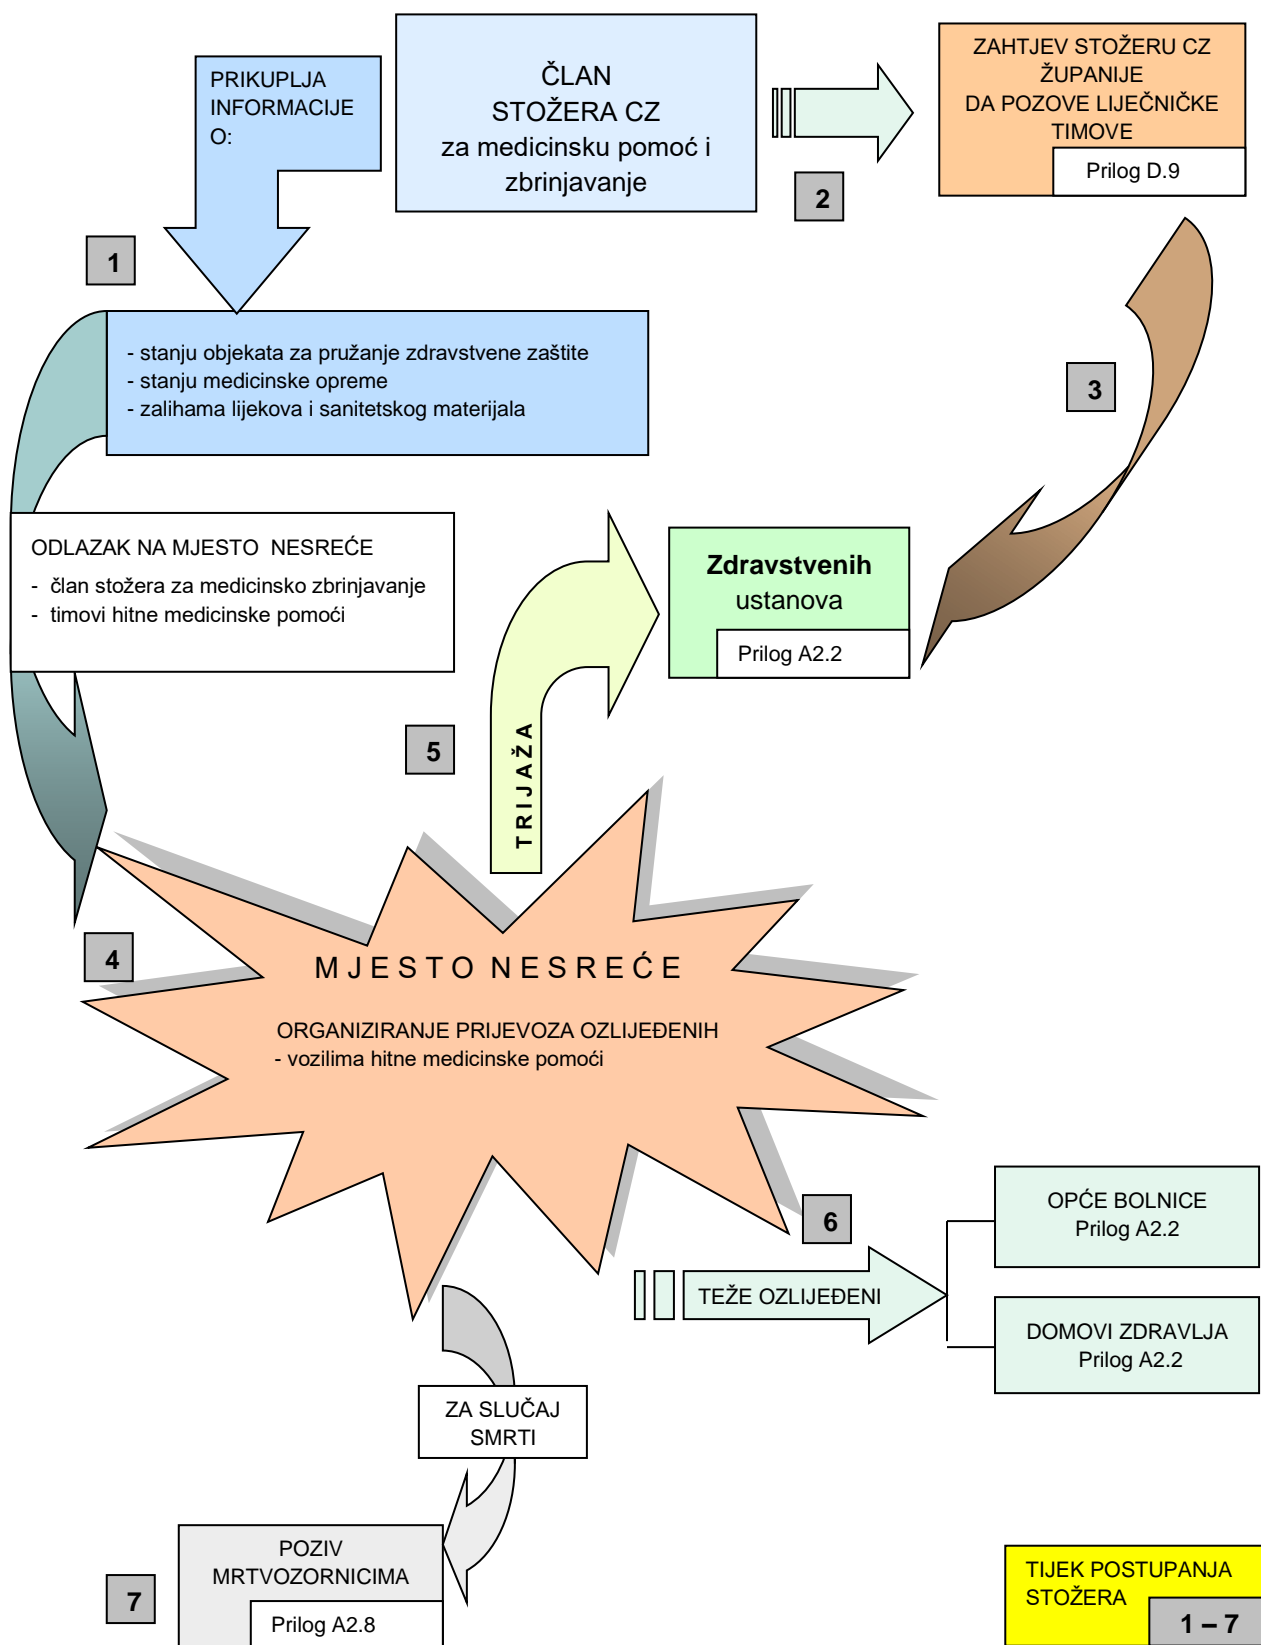 PRIKUPLJA
INFORMACIJE
O:
ČLAN
STOŽERA CZ
za medicinsku pomoć i
zbrinjavanje
ZAHTJEV STOŽERU CZ
ŽUPANIJE
DA POZOVE LIJEČNIČKE
TIMOVE
Prilog D.9
2
1
- stanju objekata za pružanje zdravstvene zaštite
- stanju medicinske opreme
- zalihama lijekova i sanitetskog materijala
3
ODLAZAK NA MJESTO  NESREĆE
- član stožera za medicinsko zbrinjavanje
- timovi hitne medicinske pomoći
Zdravstvenih
ustanova
Prilog A2.2
5
T R I J A Ž A
4
M J E S T O  N E S R E Ć E
ORGANIZIRANJE PRIJEVOZA OZLIJEĐENIH
- vozilima hitne medicinske pomoći
6
OPĆE BOLNICE
Prilog A2.2
TEŽE OZLIJEĐENI
DOMOVI ZDRAVLJA
Prilog A2.2
ZA SLUČAJ
SMRTI
7
POZIV
MRTVOZORNICIMA
Prilog A2.8
TIJEK POSTUPANJA
STOŽERA
1 – 7